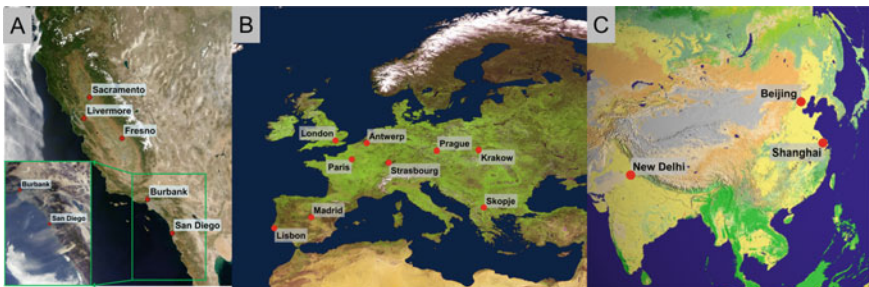 A
Sacramento
Livermore
Fresno
Burbank
San Diego
Burbank
San Diego
B
London
Antwerp
Prague
Krakow
Paris
Strasbourg
Skopje
Madrid
Lisbon
C
Beijing
Shanghai
New Delhi